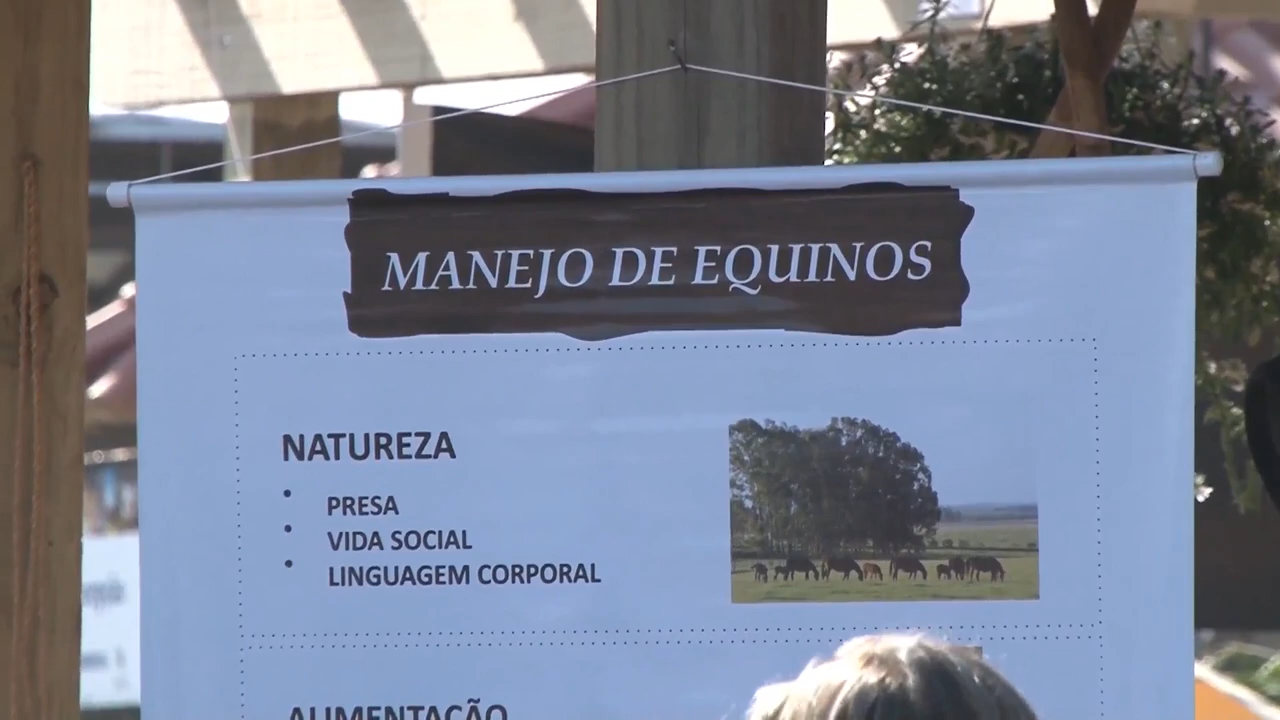 MANEJO DE EQUINOS
NATUREZA
• PRESA
• VIDA SOCIAL
• LINGUAGEM CORPORAL
ALIMENTAÇÃO